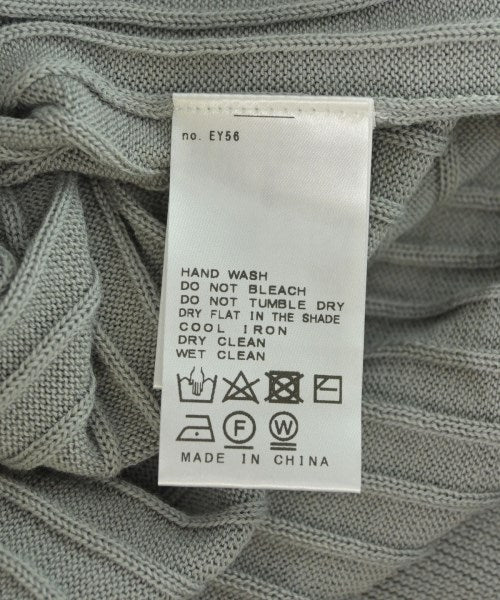 no. EY56
HAND WASH
DO NOT BLEACH
DO NOT TUMBLE DRY
DRY FLAT IN THE SHADE
COOL IRON
DRY CLEAN
WET CLEAN
F W
MADE IN CHINA